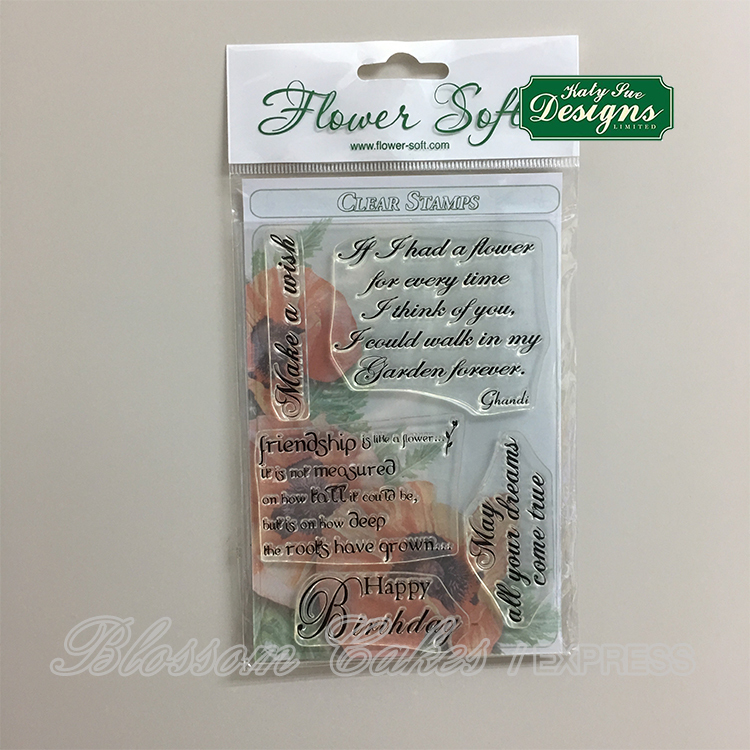 Flower Soft
Katy Sue
Designs
LIMITED
www.flower-soft.com
CLEAR STAMPS
Make a wish
If I had a flower
for every time
I think of you,
I could walk in my
Garden forever.
Ghandi
friendship is like a flower...
it is not measured
on how tall it could be,
but is on how deep
the roots have grown...
May
all your dreams
come true
Happy
Birthday
Blossom Cakes / EXPRESS